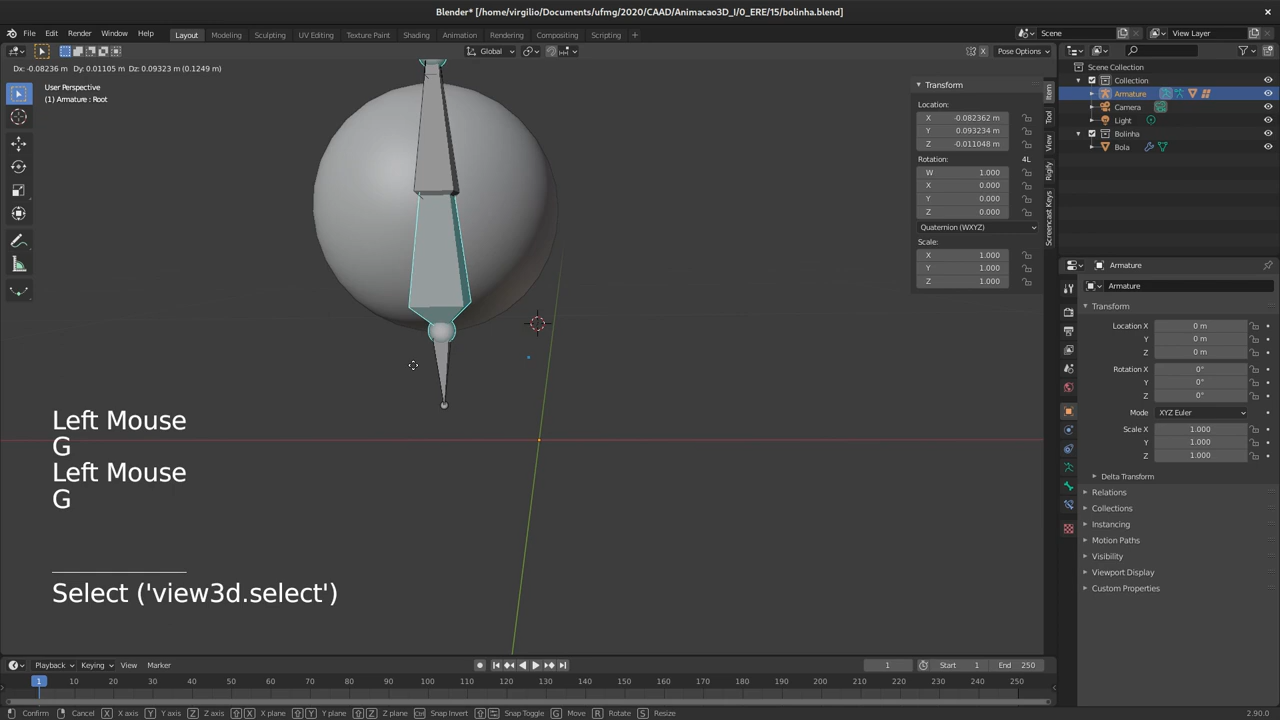 Blender* [/home/virgilio/Documents/ufmg/2020/CAAD/Animacao3D_I/0_ERE/15/bolinha.blend]
File Edit Render Window Help Layout Modeling Sculpting UV Editing Texture Paint Shading Animation Rendering Compositing Scripting Scene View Layer
Global Pose Options
Dx: -0.08236 m Dy: 0.01105 m Dz: 0.09323 m (0.1249 m)
User Perspective
(1) Armature : Root
Transform
Location:
X -0.082362 m
Y 0.093234 m
Z -0.011048 m
Rotation: 4L
W 1.000
X 0.000
Y 0.000
Z 0.000
Quaternion (WXYZ)
Scale:
X 1.000
Y 1.000
Z 1.000
Item
Tool
View
Rigify
Screencast Keys
Scene Collection
Collection
Armature
Camera
Light
Bolinha
Bola
Armature
Armature
Transform
Location X 0 m
Y 0 m
Z 0 m
Rotation X 0°
Y 0°
Z 0°
Mode XYZ Euler
Scale X 1.000
Y 1.000
Z 1.000
Delta Transform
Relations
Collections
Instancing
Motion Paths
Visibility
Viewport Display
Custom Properties
Left Mouse
G
Left Mouse
G
Select ('view3d.select')
Playback Keying View Marker 1 Start 1 End 250
1 10 20 30 40 50 60 70 80 90 100 110 120 130 140 150 160 170 180 190 200 210 220 230 240 250
Confirm Cancel X X axis Y Y axis Z Z axis X X plane Y Y plane Z Z plane Snap Invert Snap Toggle G Move R Rotate S Resize 2.90.0